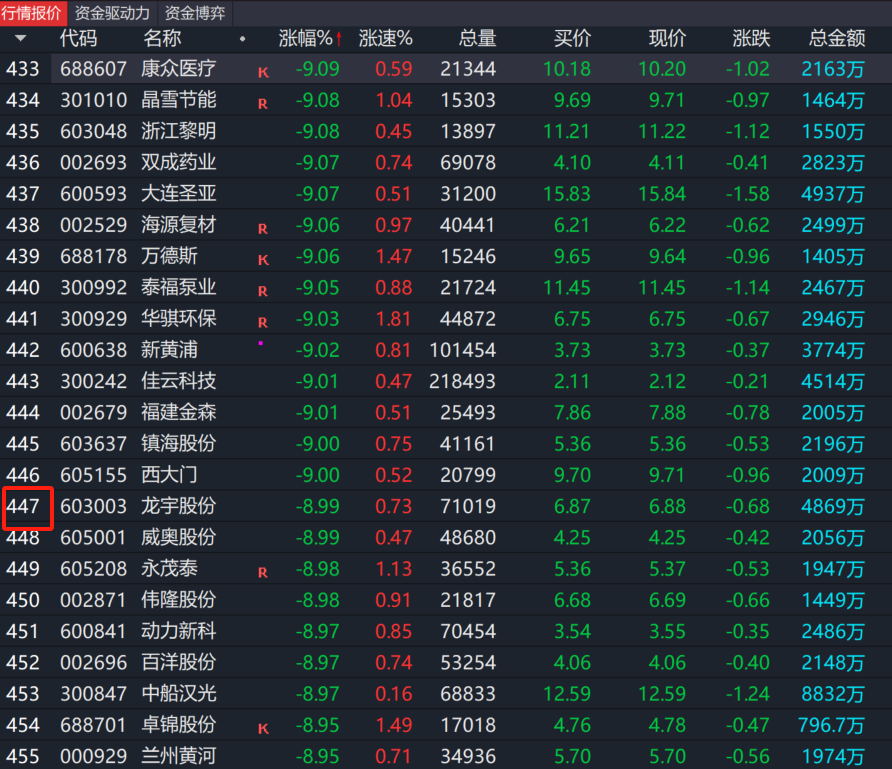 行情报价 资金驱动力 资金博弈
代码 名称 涨幅%↑ 涨速% 总量 买价 现价 涨跌 总金额
433 688607 康众医疗 K -9.09 0.59 21344 10.18 10.20 -1.02 2163万
434 301010 晶雪节能 R -9.08 1.04 15303 9.69 9.71 -0.97 1464万
435 603048 浙江黎明 -9.08 0.45 13897 11.21 11.22 -1.12 1550万
436 002693 双成药业 -9.07 0.74 69078 4.10 4.11 -0.41 2823万
437 600593 大连圣亚 -9.07 0.51 31200 15.83 15.84 -1.58 4937万
438 002529 海源复材 R -9.06 0.97 40441 6.21 6.22 -0.62 2499万
439 688178 万德斯 K -9.06 1.47 15246 9.65 9.64 -0.96 1405万
440 300992 泰福泵业 R -9.05 0.88 21724 11.45 11.45 -1.14 2467万
441 300929 华骐环保 R -9.03 1.81 44872 6.75 6.75 -0.67 2946万
442 600638 新黄浦 -9.02 0.81 101454 3.73 3.73 -0.37 3774万
443 300242 佳云科技 -9.01 0.47 218493 2.11 2.12 -0.21 4514万
444 002679 福建金森 -9.01 0.51 25493 7.86 7.88 -0.78 2005万
445 603637 镇海股份 -9.00 0.75 41161 5.36 5.36 -0.53 2196万
446 605155 西大门 -9.00 0.52 20799 9.70 9.71 -0.96 2009万
447 603003 龙宇股份 -8.99 0.73 71019 6.87 6.88 -0.68 4869万
448 605001 威奥股份 -8.99 0.47 48680 4.25 4.25 -0.42 2056万
449 605208 永茂泰 R -8.98 1.13 36552 5.36 5.37 -0.53 1947万
450 002871 伟隆股份 -8.98 0.91 21817 6.68 6.69 -0.66 1449万
451 600841 动力新科 -8.97 0.85 70454 3.54 3.55 -0.35 2486万
452 002696 百洋股份 -8.97 0.74 53254 4.06 4.06 -0.40 2148万
453 300847 中船汉光 -8.97 0.16 68833 12.59 12.59 -1.24 8832万
454 688701 卓锦股份 K -8.95 1.49 17018 4.76 4.78 -0.47 796.7万
455 000929 兰州黄河 -8.95 0.71 34936 5.70 5.70 -0.56 1974万